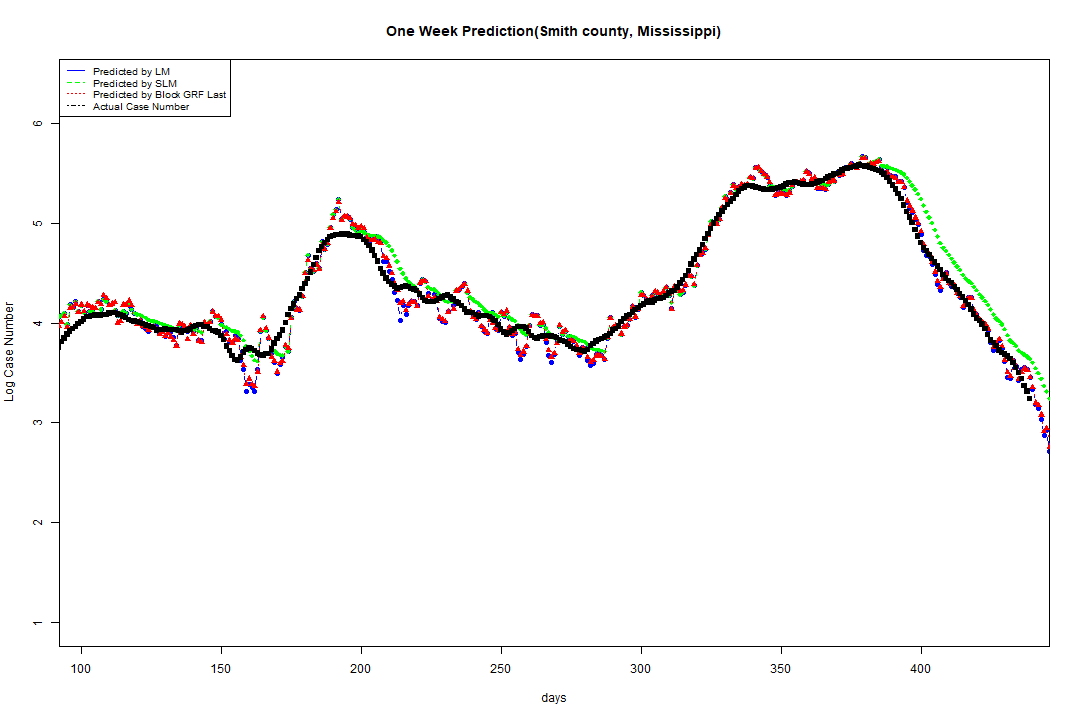 One Week Prediction(Smith county, Mississippi)
Predicted by LM
Predicted by SLM
Predicted by Block GRF Last
Actual Case Number
6
5
4
3
2
1
Log Case Number
100 150 200 250 300 350 400
days